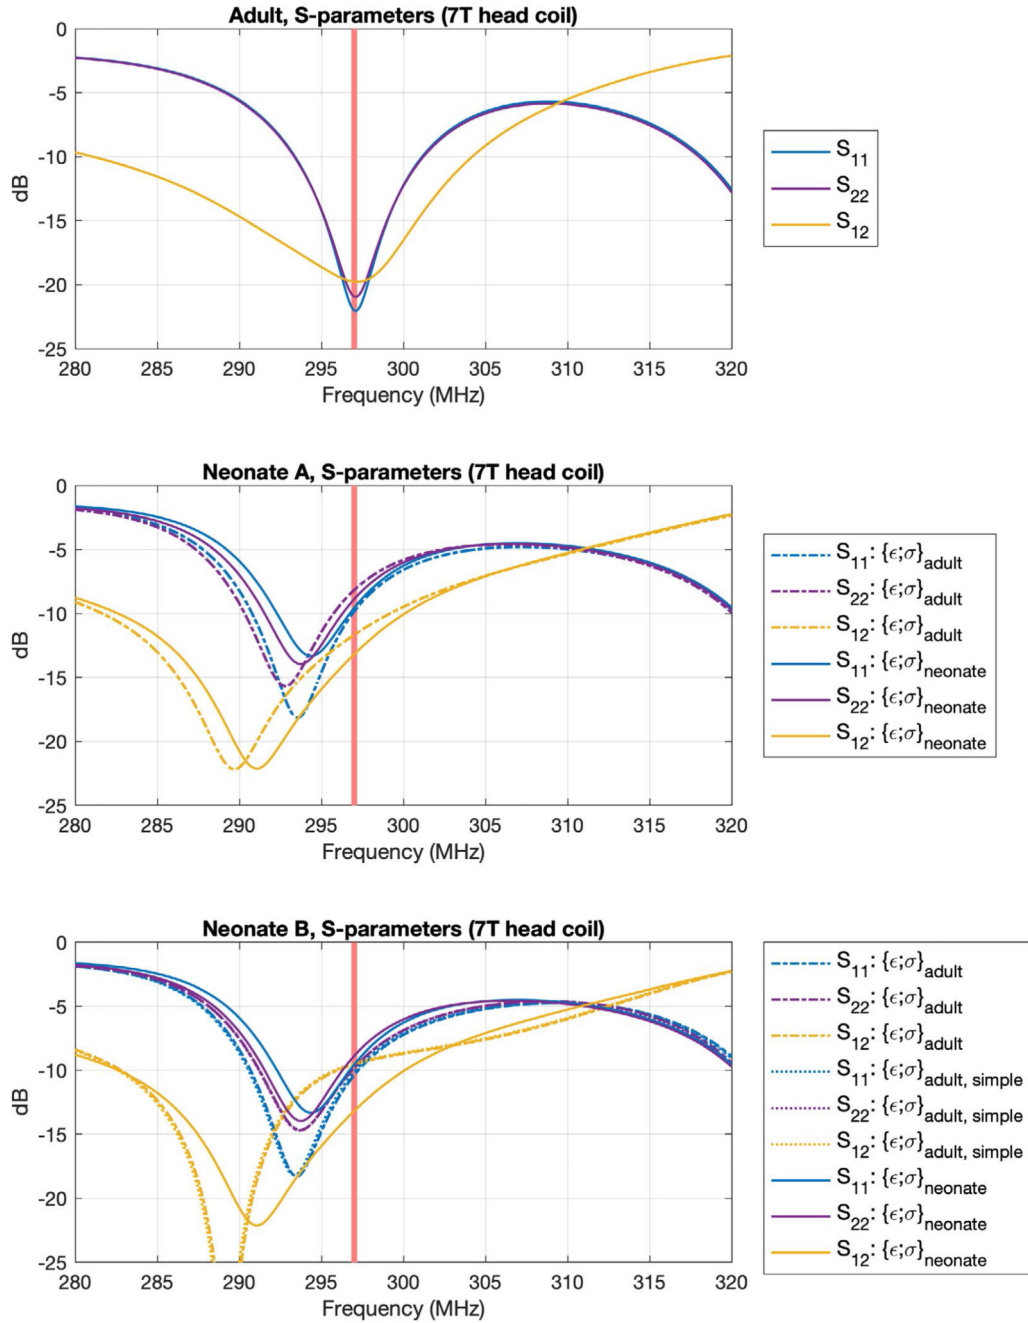 Adult, S-parameters (7T head coil)
0
-5
-10
-15
-20
-25
dB
280 285 290 295 300 305 310 315 320
Frequency (MHz)
S11
S22
S12
Neonate A, S-parameters (7T head coil)
0
-5
-10
-15
-20
-25
dB
280 285 290 295 300 305 310 315 320
Frequency (MHz)
S11: {ϵ;σ}adult
S22: {ϵ;σ}adult
S12: {ϵ;σ}adult
S11: {ϵ;σ}neonate
S22: {ϵ;σ}neonate
S12: {ϵ;σ}neonate
Neonate B, S-parameters (7T head coil)
0
-5
-10
-15
-20
-25
dB
280 285 290 295 300 305 310 315 320
Frequency (MHz)
S11: {ϵ;σ}adult
S22: {ϵ;σ}adult
S12: {ϵ;σ}adult
S11: {ϵ;σ}adult, simple
S22: {ϵ;σ}adult, simple
S12: {ϵ;σ}adult, simple
S11: {ϵ;σ}neonate
S22: {ϵ;σ}neonate
S12: {ϵ;σ}neonate